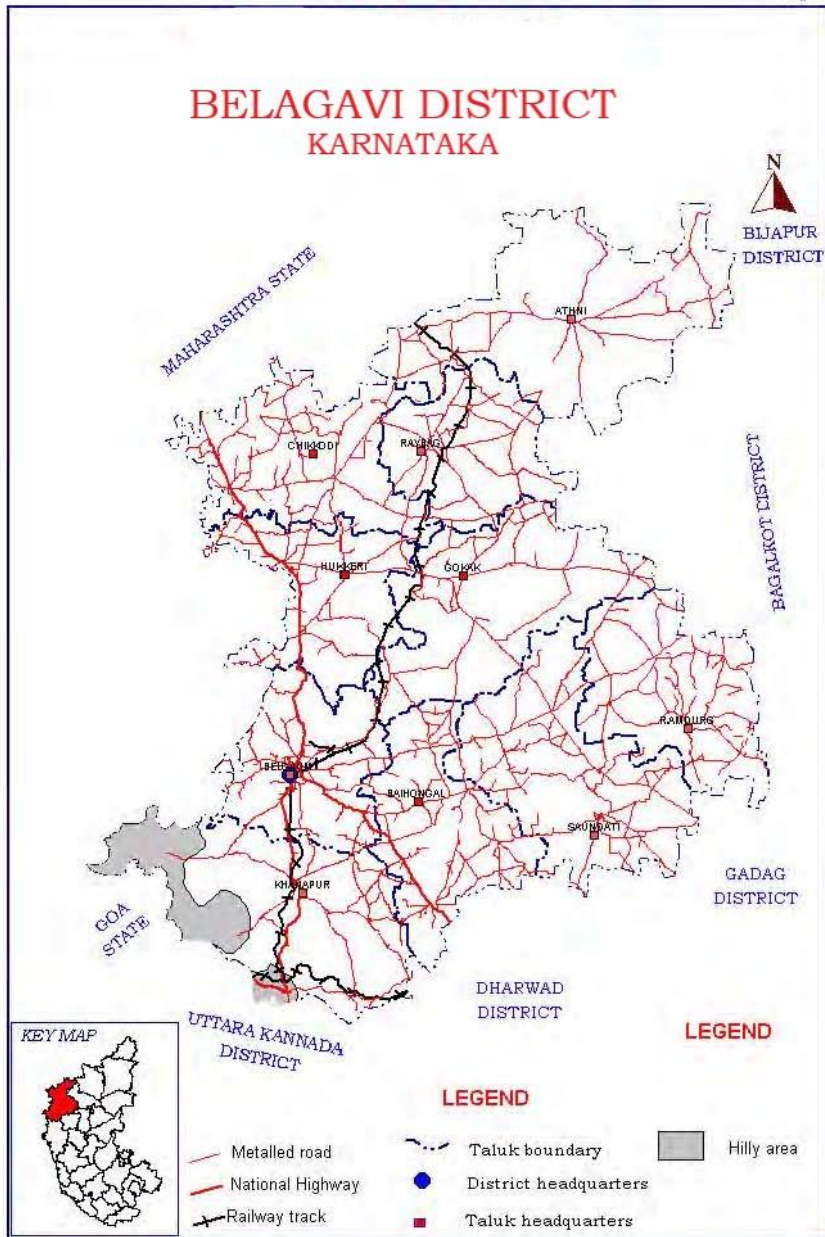 BELAGAVI DISTRICT
KARNATAKA
N
BIJAPUR
DISTRICT
MAHARASHTRA STATE
ATHNI
CHIKKODI
RAYBAG
BAGALKOT DISTRICT
HUKKERI
GOKAK
RAMDURG
BAIHONGAL
SAUNDATI
KHANAPUR
GADAG
DISTRICT
GOA
STATE
DHARWAD
DISTRICT
UTTARA KANNADA
DISTRICT
LEGEND
KEY MAP
LEGEND
Metalled road
Taluk boundary
Hilly area
National Highway
District headquarters
Railway track
Taluk headquarters